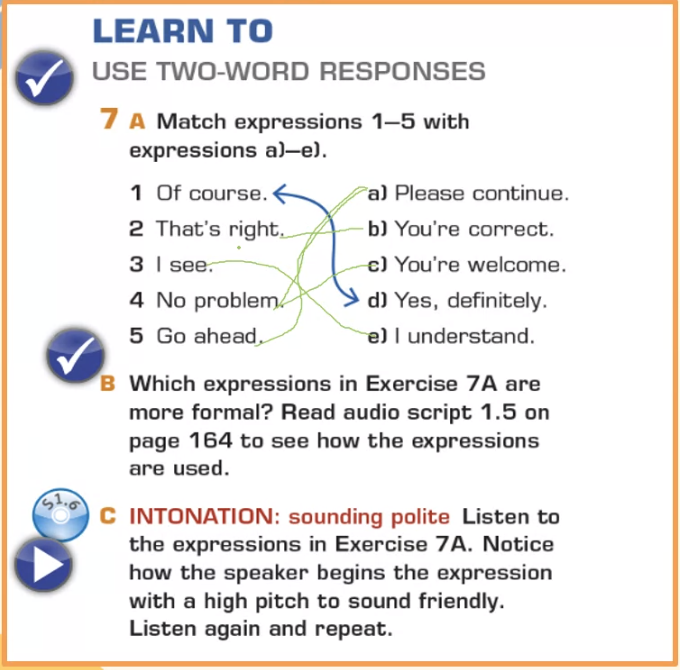 LEARN TO
USE TWO-WORD RESPONSES
7 A Match expressions 1–5 with
expressions a)–e).
1 Of course. a) Please continue.
2 That's right. b) You're correct.
3 I see. c) You're welcome.
4 No problem. d) Yes, definitely.
5 Go ahead. e) I understand.
B Which expressions in Exercise 7A are
more formal? Read audio script 1.5 on
page 164 to see how the expressions
are used.
S1.6
C INTONATION: sounding polite Listen to
the expressions in Exercise 7A. Notice
how the speaker begins the expression
with a high pitch to sound friendly.
Listen again and repeat.